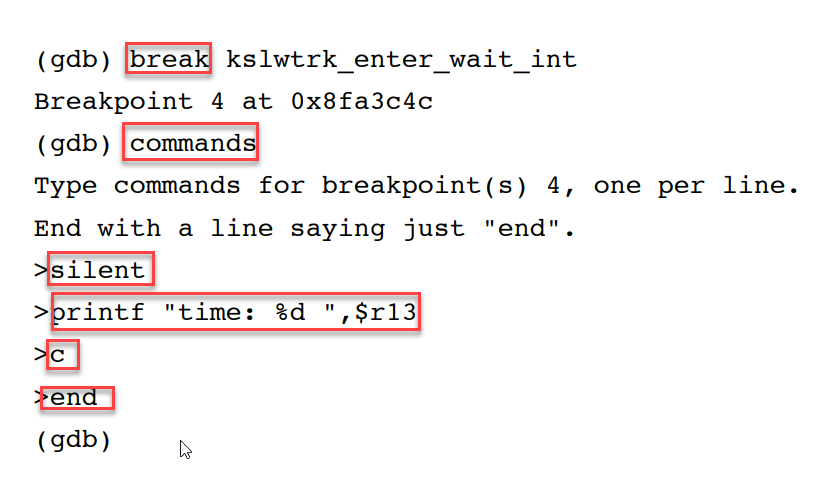 (gdb) break kslwtrk_enter_wait_int
Breakpoint 4 at 0x8fa3c4c
(gdb) commands
Type commands for breakpoint(s) 4, one per line.
End with a line saying just "end".
>silent
>printf "time: %d ",$r13
>c
>end
(gdb)